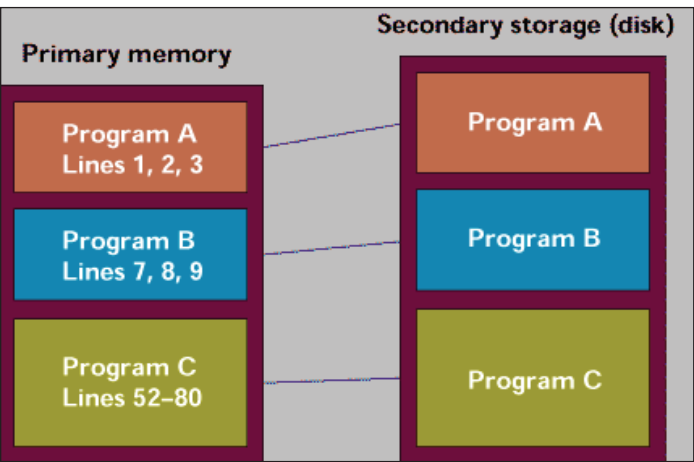 Primary memory
Program A
Lines 1, 2, 3
Program B
Lines 7, 8, 9
Program C
Lines 52–80
Secondary storage (disk)
Program A
Program B
Program C